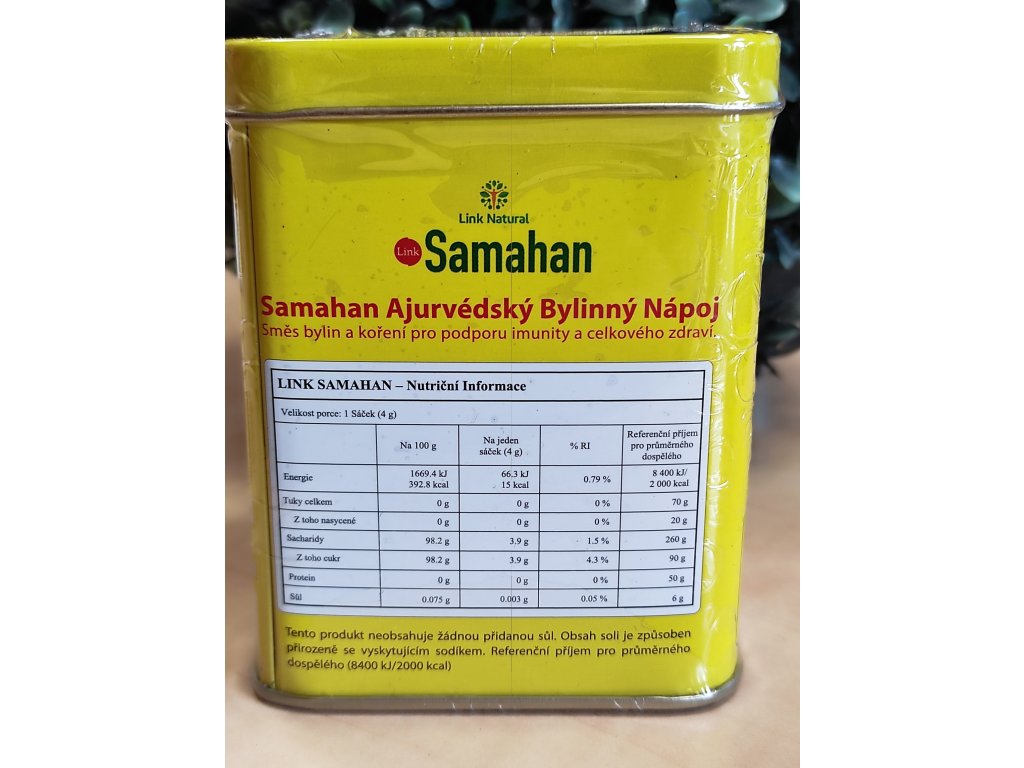 Link Natural
Link Samahan
Samahan Ajurvédský Bylinný Nápoj
Směs bylin a koření pro podporu imunity a celkového zdraví.
LINK SAMAHAN – Nutriční Informace
Velikost porce: 1 Sáček (4 g)
Na 100 g Na jeden sáček (4 g) % RI Referenční příjem pro průměrného dospělého
Energie 1669.4 kJ 392.8 kcal 66.3 kJ 15 kcal 0.79 % 8 400 kJ/ 2 000 kcal
Tuky celkem 0 g 0 g 0 % 70 g
Z toho nasycené 0 g 0 g 0 % 20 g
Sacharidy 98.2 g 3.9 g 1.5 % 260 g
Z toho cukr 98.2 g 3.9 g 4.3 % 90 g
Protein 0 g 0 g 0 % 50 g
Sůl 0.075 g 0.003 g 0.05 % 6 g
Tento produkt neobsahuje žádnou přidanou sůl. Obsah soli je způsoben
přirozeně se vyskytujícím sodíkem. Referenční příjem pro průměrného
dospělého (8400 kJ/2000 kcal)